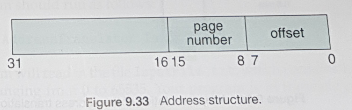 page
number
offset
31 16 15 8 7 0
Figure 9.33 Address structure.